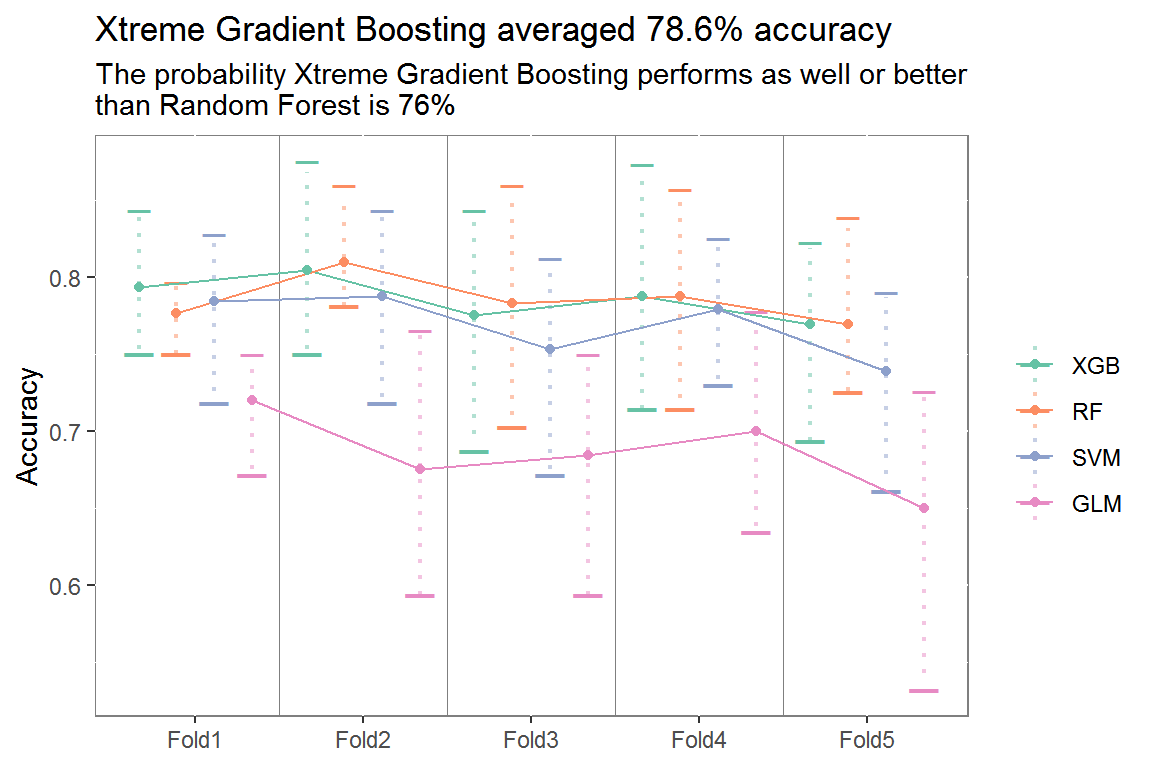 Xtreme Gradient Boosting averaged 78.6% accuracy
The probability Xtreme Gradient Boosting performs as well or better
than Random Forest is 76%
Accuracy
0.8
0.7
0.6
Fold1
Fold2
Fold3
Fold4
Fold5
XGB
RF
SVM
GLM